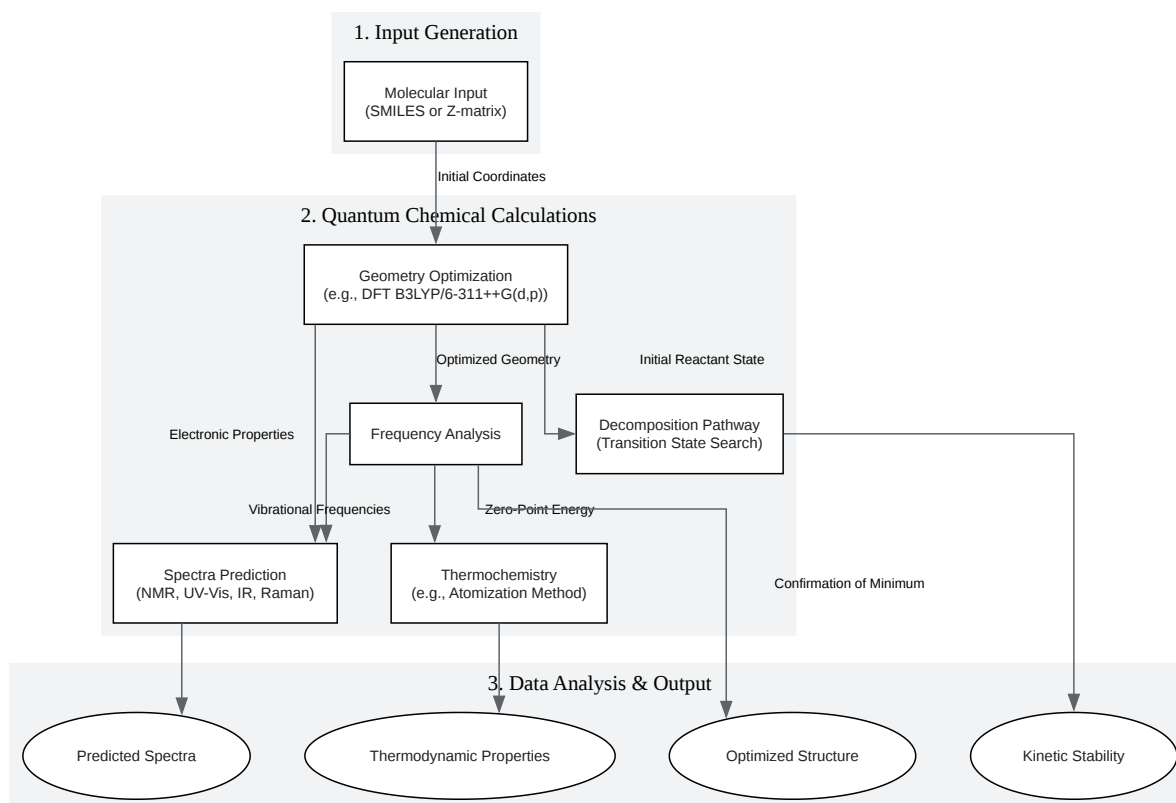 1. Input Generation
Molecular Input
(SMILES or Z-matrix)
Initial Coordinates
2. Quantum Chemical Calculations
Geometry Optimization
(e.g., DFT B3LYP/6-311++G(d,p))
Optimized Geometry
Initial Reactant State
Electronic Properties
Frequency Analysis
Decomposition Pathway
(Transition State Search)
Vibrational Frequencies
Zero-Point Energy
Spectra Prediction
(NMR, UV-Vis, IR, Raman)
Thermochemistry
(e.g., Atomization Method)
Confirmation of Minimum
3. Data Analysis & Output
Predicted Spectra
Thermodynamic Properties
Optimized Structure
Kinetic Stability